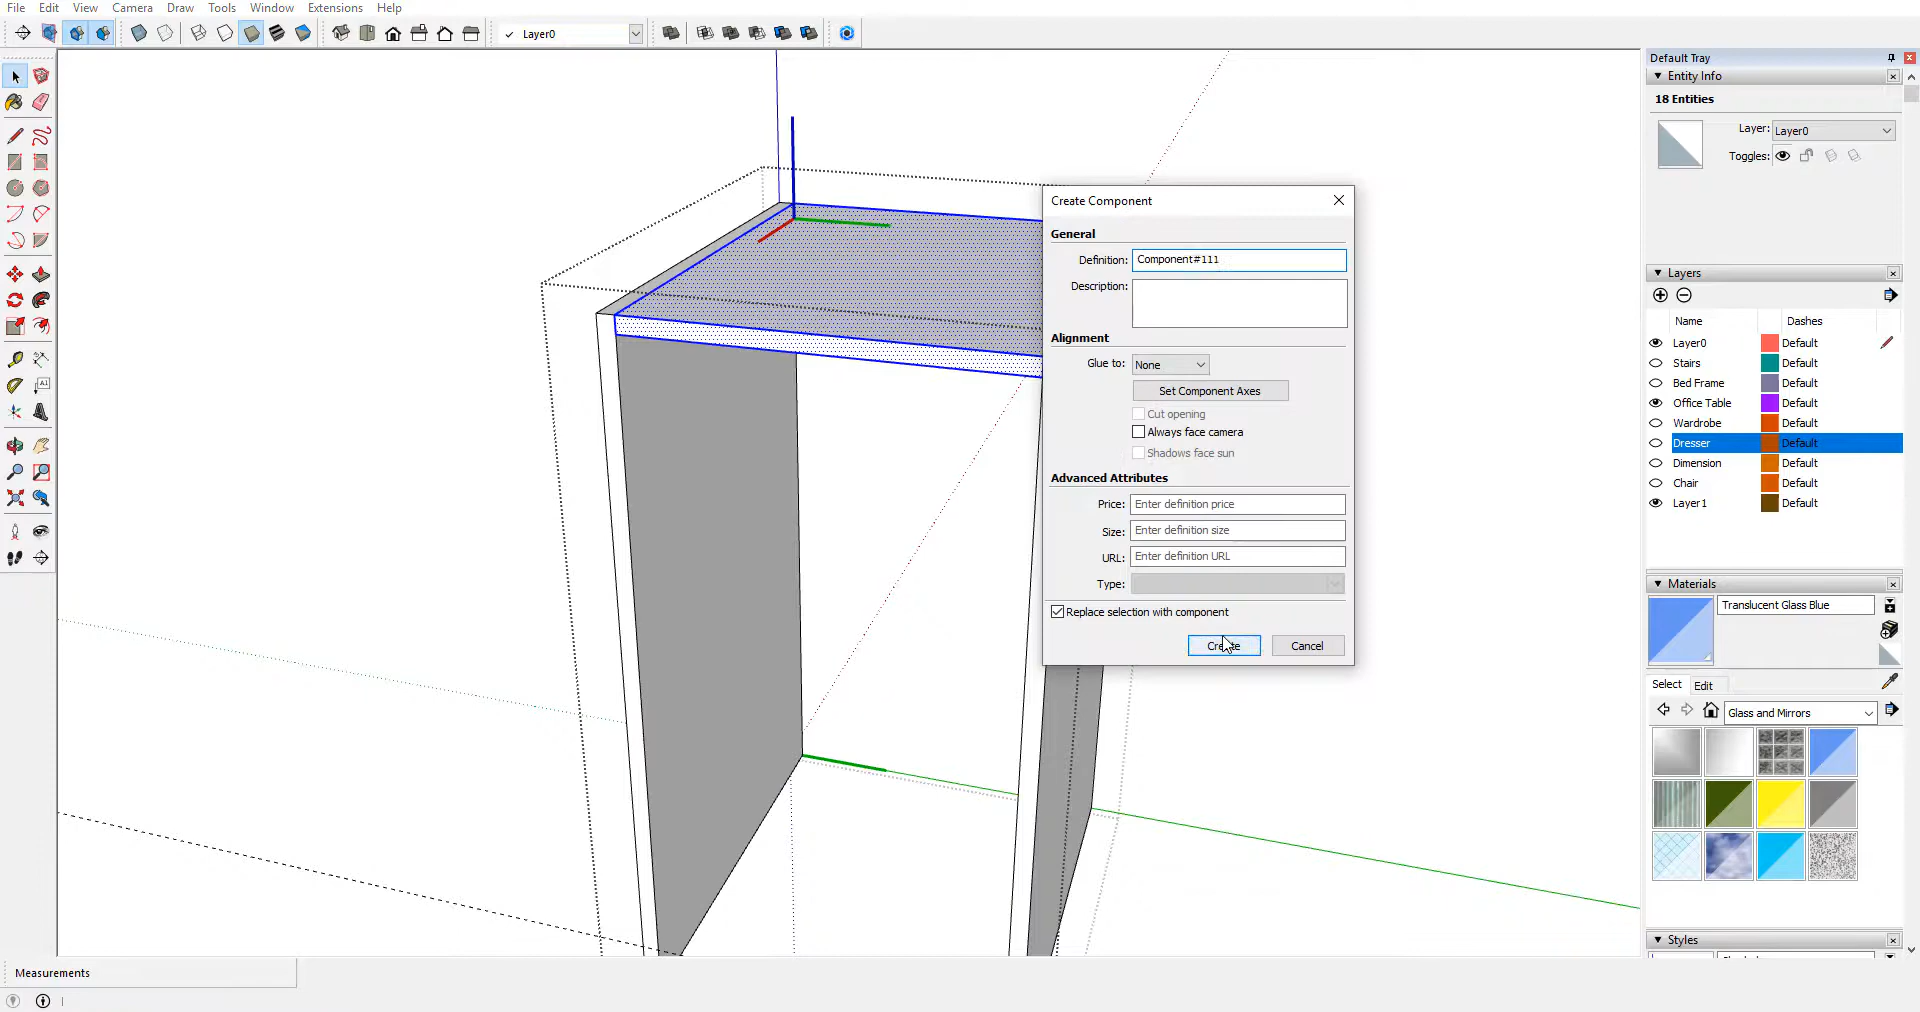 File Edit View Camera Draw Tools Window Extensions Help
✓ Layer0
Default Tray
Entity Info
18 Entities
Layer: Layer0
Toggles:
Create Component
General
Definition: Component#111
Description:
Alignment
Glue to: None
Set Component Axes
Cut opening
Always face camera
Shadows face sun
Advanced Attributes
Price: Enter definition price
Size: Enter definition size
URL: Enter definition URL
Type:
Replace selection with component
Create Cancel
Layers
Name Dashes
Layer0 Default
Stairs Default
Bed Frame Default
Office Table Default
Wardrobe Default
Dresser Default
Dimension Default
Chair Default
Layer1 Default
Materials
Translucent Glass Blue
Select Edit
Glass and Mirrors
Styles
Measurements